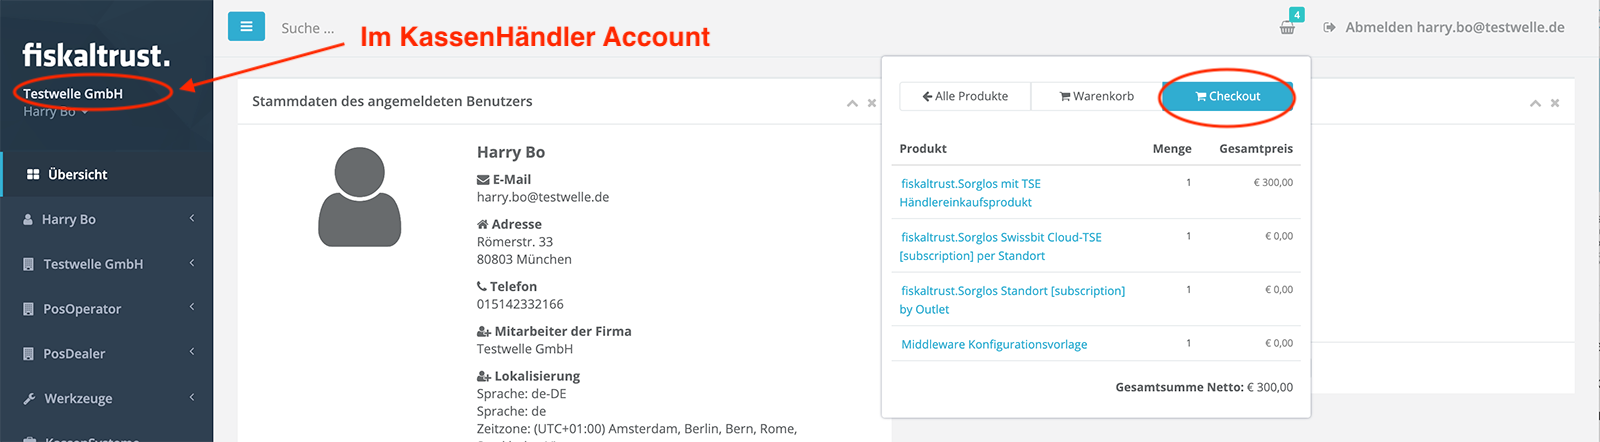 fiskaltrust.
Testwelle GmbH
Harry Bo
Übersicht
Harry Bo
Testwelle GmbH
PosOperator
PosDealer
Werkzeuge
Suche ...
Im KassenHändler Account
4
Abmelden harry.bo@testwelle.de
Stammdaten des angemeldeten Benutzers
Harry Bo
E-Mail
harry.bo@testwelle.de
Adresse
Römerstr. 33
80803 München
Telefon
015142332166
Mitarbeiter der Firma
Testwelle GmbH
Lokalisierung
Sprache: de-DE
Sprache: de
Zeitzone: (UTC+01:00) Amsterdam, Berlin, Bern, Rome,
Alle Produkte Warenkorb Checkout
Produkt Menge Gesamtpreis
fiskaltrust.Sorglos mit TSE 1 € 300,00
Händlereinkaufsprodukt
fiskaltrust.Sorglos Swissbit Cloud-TSE 1 € 0,00
[subscription] per Standort
fiskaltrust.Sorglos Standort [subscription] 1 € 0,00
by Outlet
Middleware Konfigurationsvorlage 1 € 0,00
Gesamtsumme Netto: € 300,00